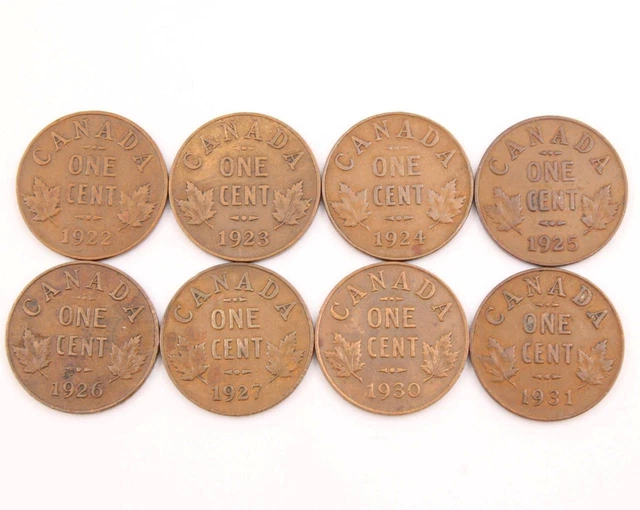 CANADA
ONE
CENT
1922
CANADA
ONE
CENT
1923
CANADA
ONE
CENT
1924
CANADA
ONE
CENT
1925
CANADA
ONE
CENT
1926
CANADA
ONE
CENT
1927
CANADA
ONE
CENT
1930
CANADA
ONE
CENT
1931